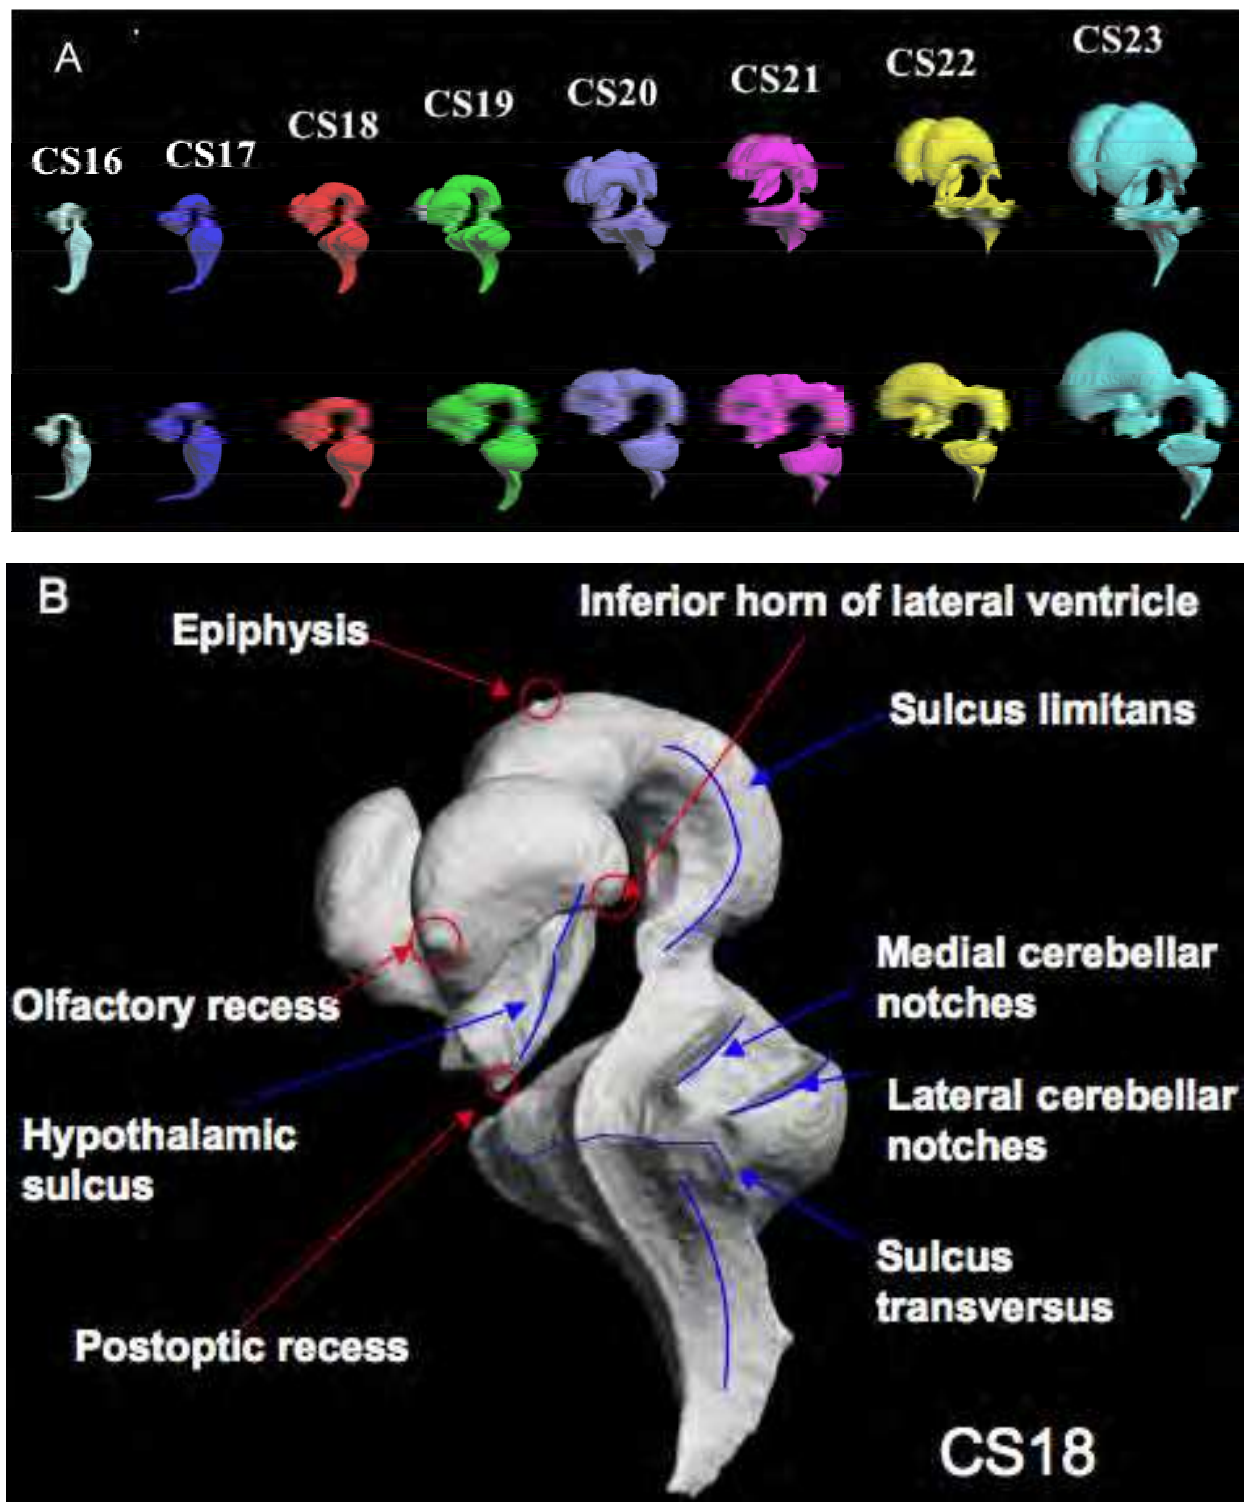 A
CS16
CS17
CS18
CS19
CS20
CS21
CS22
CS23
B
Epiphysis
Inferior horn of lateral ventricle
Sulcus limitans
Medial cerebellar
notches
Olfactory recess
Lateral cerebellar
notches
Hypothalamic
sulcus
Sulcus
transversus
Postoptic recess
CS18